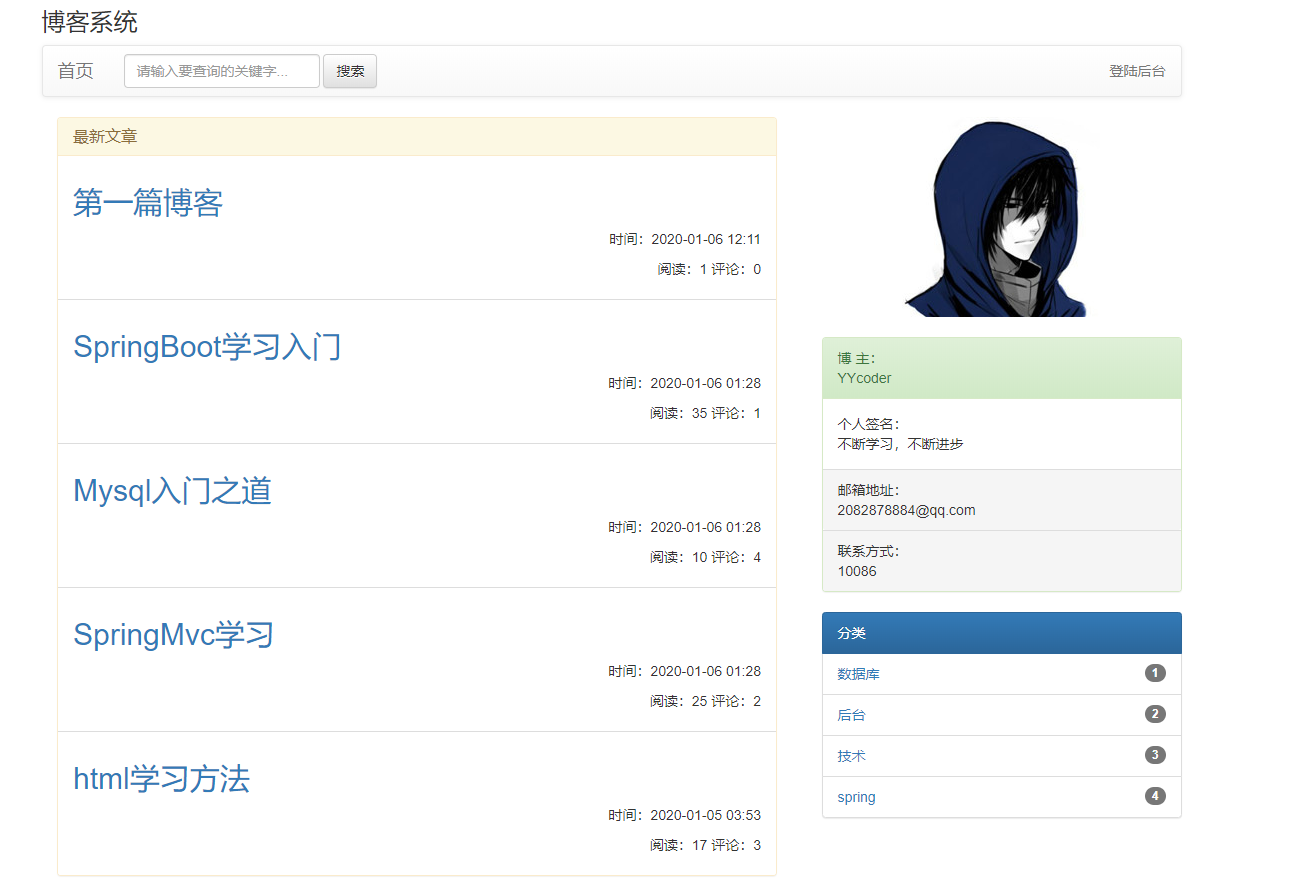 博客系统
首页 请输入要查询的关键字... 搜索 登陆后台
最新文章
第一篇博客
时间：2020-01-06 12:11
阅读：1 评论：0
SpringBoot学习入门
时间：2020-01-06 01:28
阅读：35 评论：1
Mysql入门之道
时间：2020-01-06 01:28
阅读：10 评论：4
SpringMvc学习
时间：2020-01-06 01:28
阅读：25 评论：2
html学习方法
时间：2020-01-05 03:53
阅读：17 评论：3
博 主：
YYcoder
个人签名：
不断学习，不断进步
邮箱地址：
2082878884@qq.com
联系方式：
10086
分类
数据库 1
后台 2
技术 3
spring 4